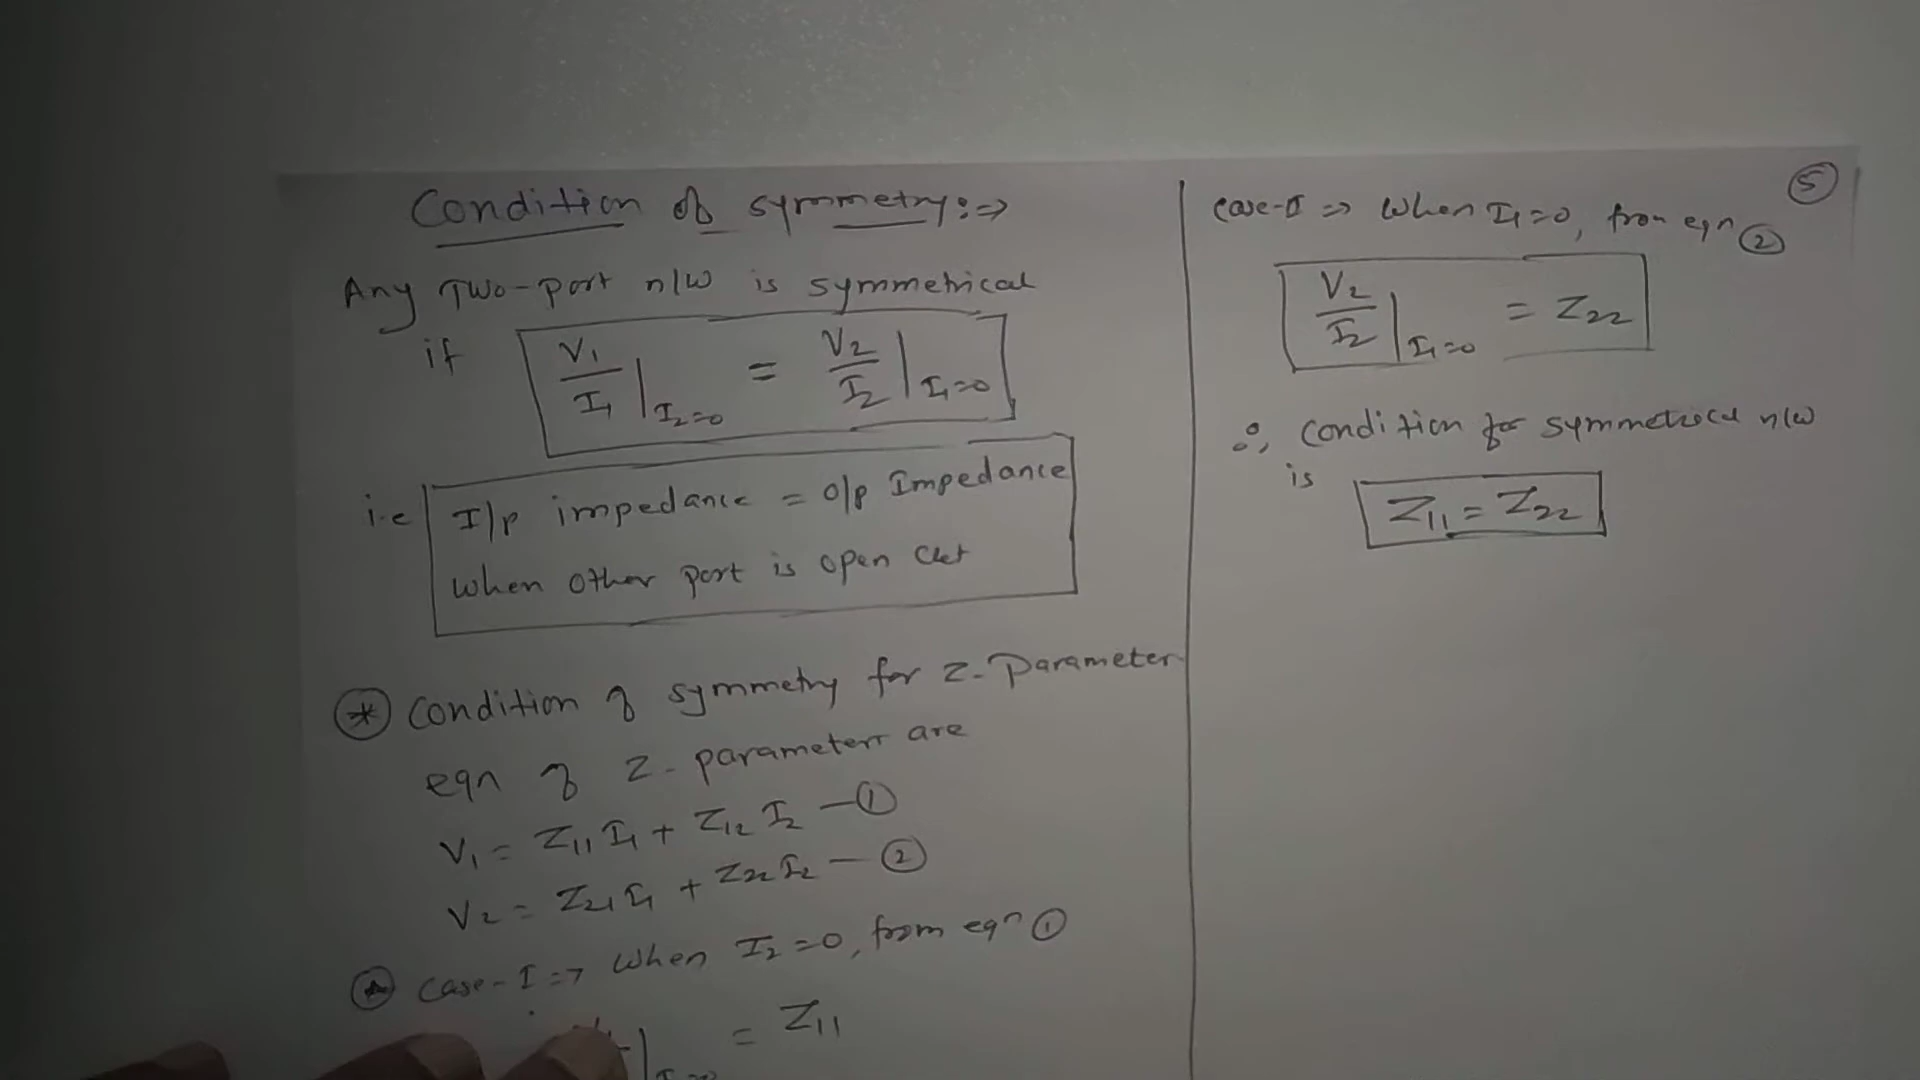 Condition of symmetry:⇒
Any Two-port n/w is symmetrical
if V1/I1 |I2=0 = V2/I2 |I1=0
i.e I/p impedance = o/p Impedance
when other port is open ckt
* Condition of symmetry for z-Parameter
eqn of z-parameters are
V1 = Z11 I1 + Z12 I2 — ①
V2 = Z21 I1 + Z22 I2 — ②
Case-I ⇒ When I2=0, from eqn ①
= Z11
⑤
case-II ⇒ When I1=0, from eqn ②
V2/I2 |I1=0 = Z22
∴, Condition for symmetrical n/w
is Z11 = Z22